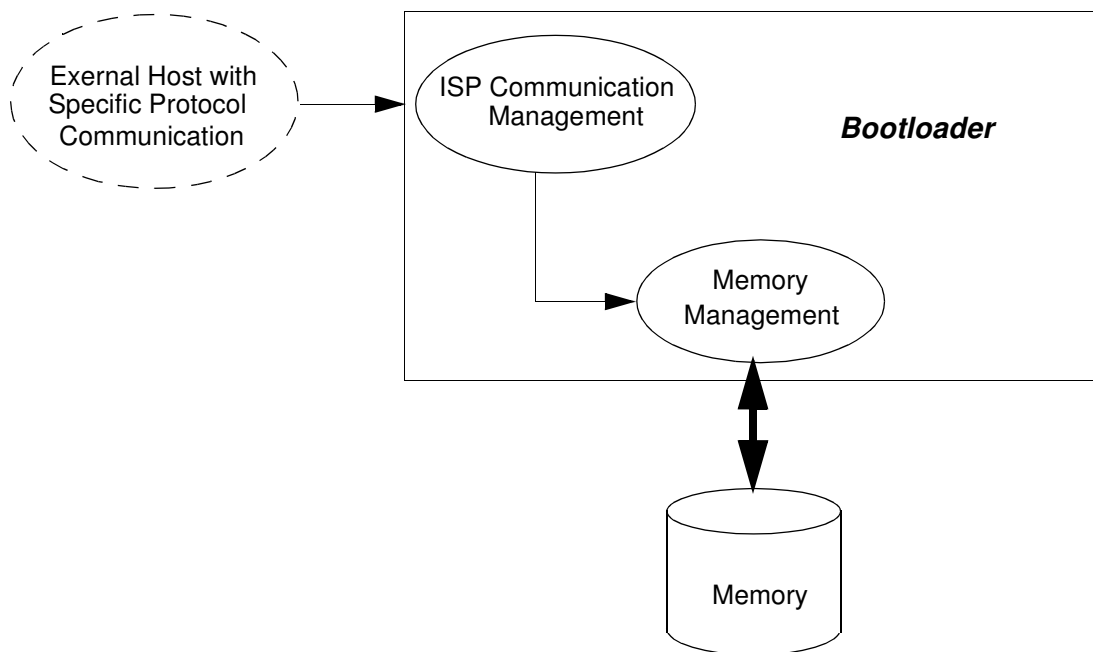 Exernal Host with
Specific Protocol
Communication
ISP Communication
Management
Bootloader
Memory
Management
Memory